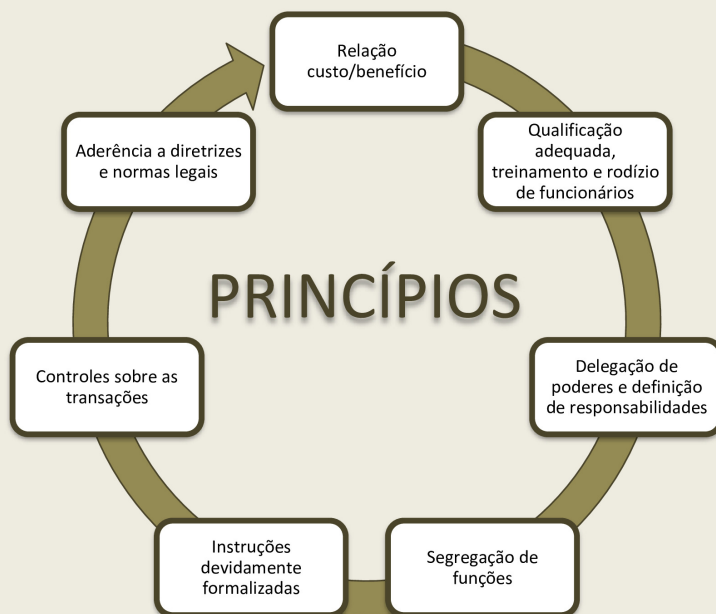 Relação
custo/benefício
Qualificação
adequada,
treinamento e rodízio
de funcionários
Delegação de
poderes e definição
de responsabilidades
Segregação de
funções
Instruções
devidamente
formalizadas
Controles sobre as
transações
Aderência a diretrizes
e normas legais
PRINCÍPIOS